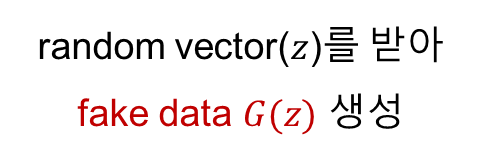 random vector(z)를 받아
fake data G(z) 생성